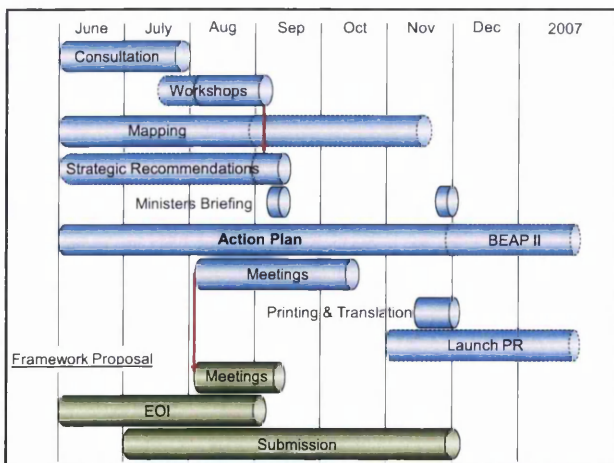 June July Aug Sep Oct Nov Dec 2007
Consultation
Workshops
Mapping
Strategic Recommendations
Ministers Briefing
Action Plan BEAP II
Meetings
Printing & Translation
Launch PR
Framework Proposal
Meetings
EOI
Submission